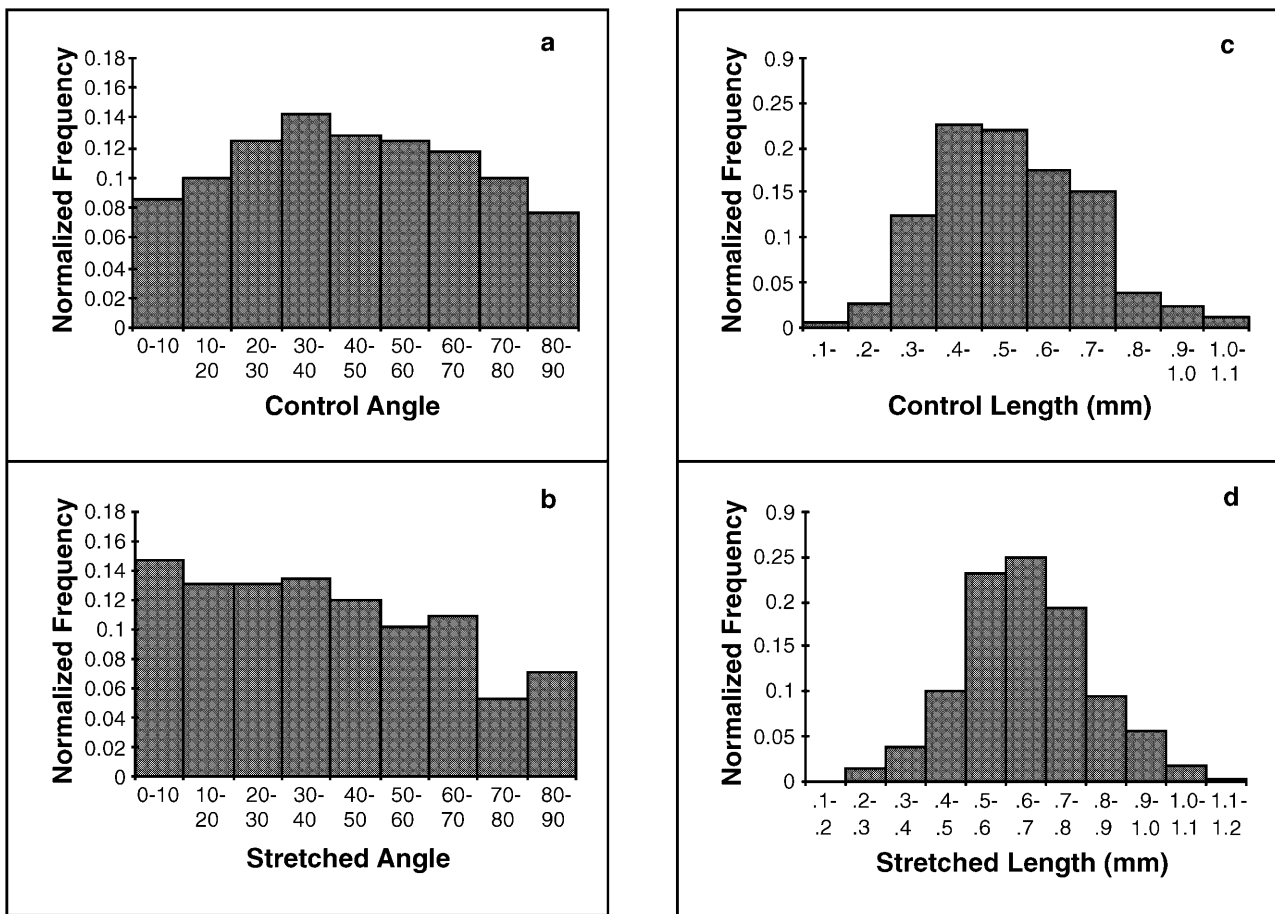 a
Normalized Frequency
0.18
0.16
0.14
0.12
0.1
0.08
0.06
0.04
0.02
0
0-10 10- 20- 30- 40- 50- 60- 70- 80-
20 30 40 50 60 70 80 90
Control Angle
b
Normalized Frequency
0.18
0.16
0.14
0.12
0.1
0.08
0.06
0.04
0.02
0
0-10 10- 20- 30- 40- 50- 60- 70- 80-
20 30 40 50 60 70 80 90
Stretched Angle
c
Normalized Frequency
0.9
0.25
0.2
0.15
0.1
0.05
0
.1- .2- .3- .4- .5- .6- .7- .8- .9- 1.0-
1.0 1.1
Control Length (mm)
d
Normalized Frequency
0.9
0.25
0.2
0.15
0.1
0.05
0
.1- .2- .3- .4- .5- .6- .7- .8- .9- 1.0- 1.1-
.2 .3 .4 .5 .6 .7 .8 .9 1.0 1.1 1.2
Stretched Length (mm)